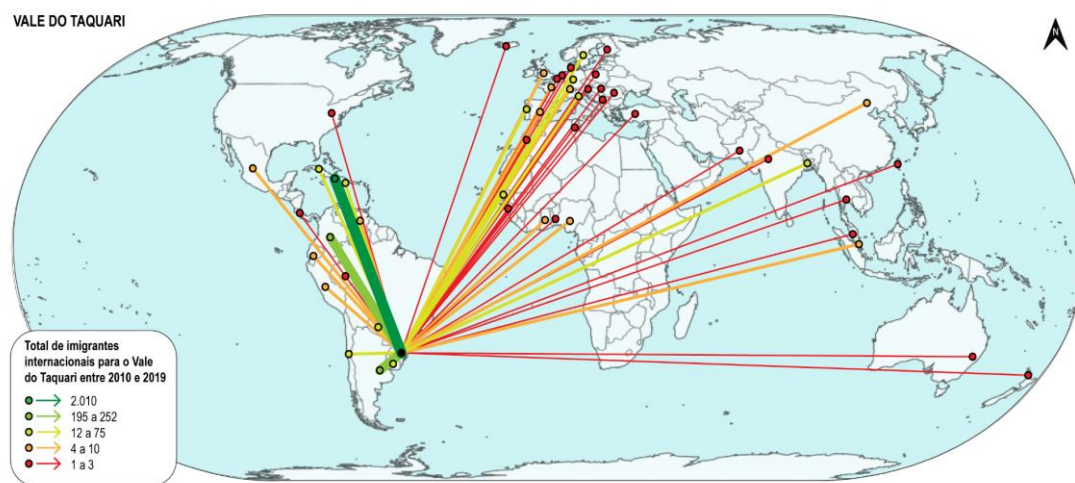 VALE DO TAQUARI
N
Total de imigrantes
internacionais para o Vale
do Taquari entre 2010 e 2019
2.010
195 a 252
12 a 75
4 a 10
1 a 3